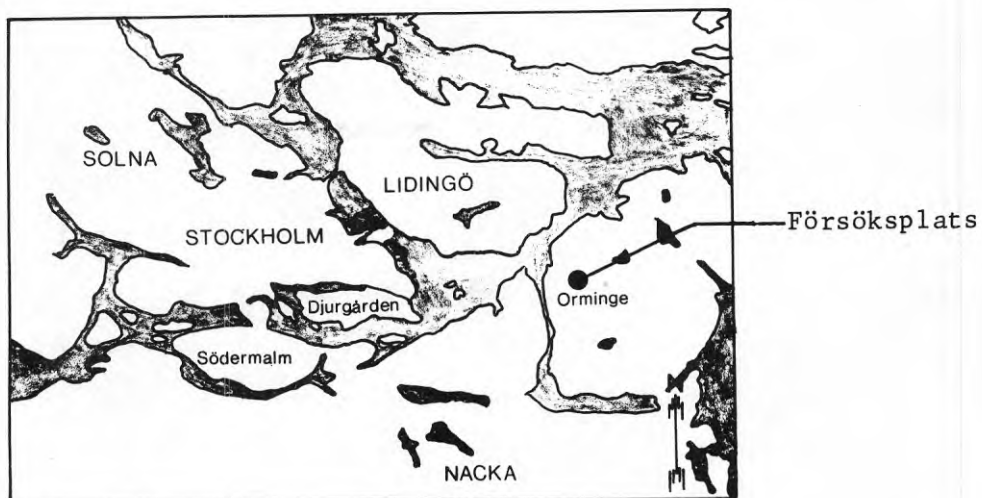 SOLNA
LIDINGÖ
STOCKHOLM
Försöksplats
Djurgården
Orminge
Södermalm
NACKA